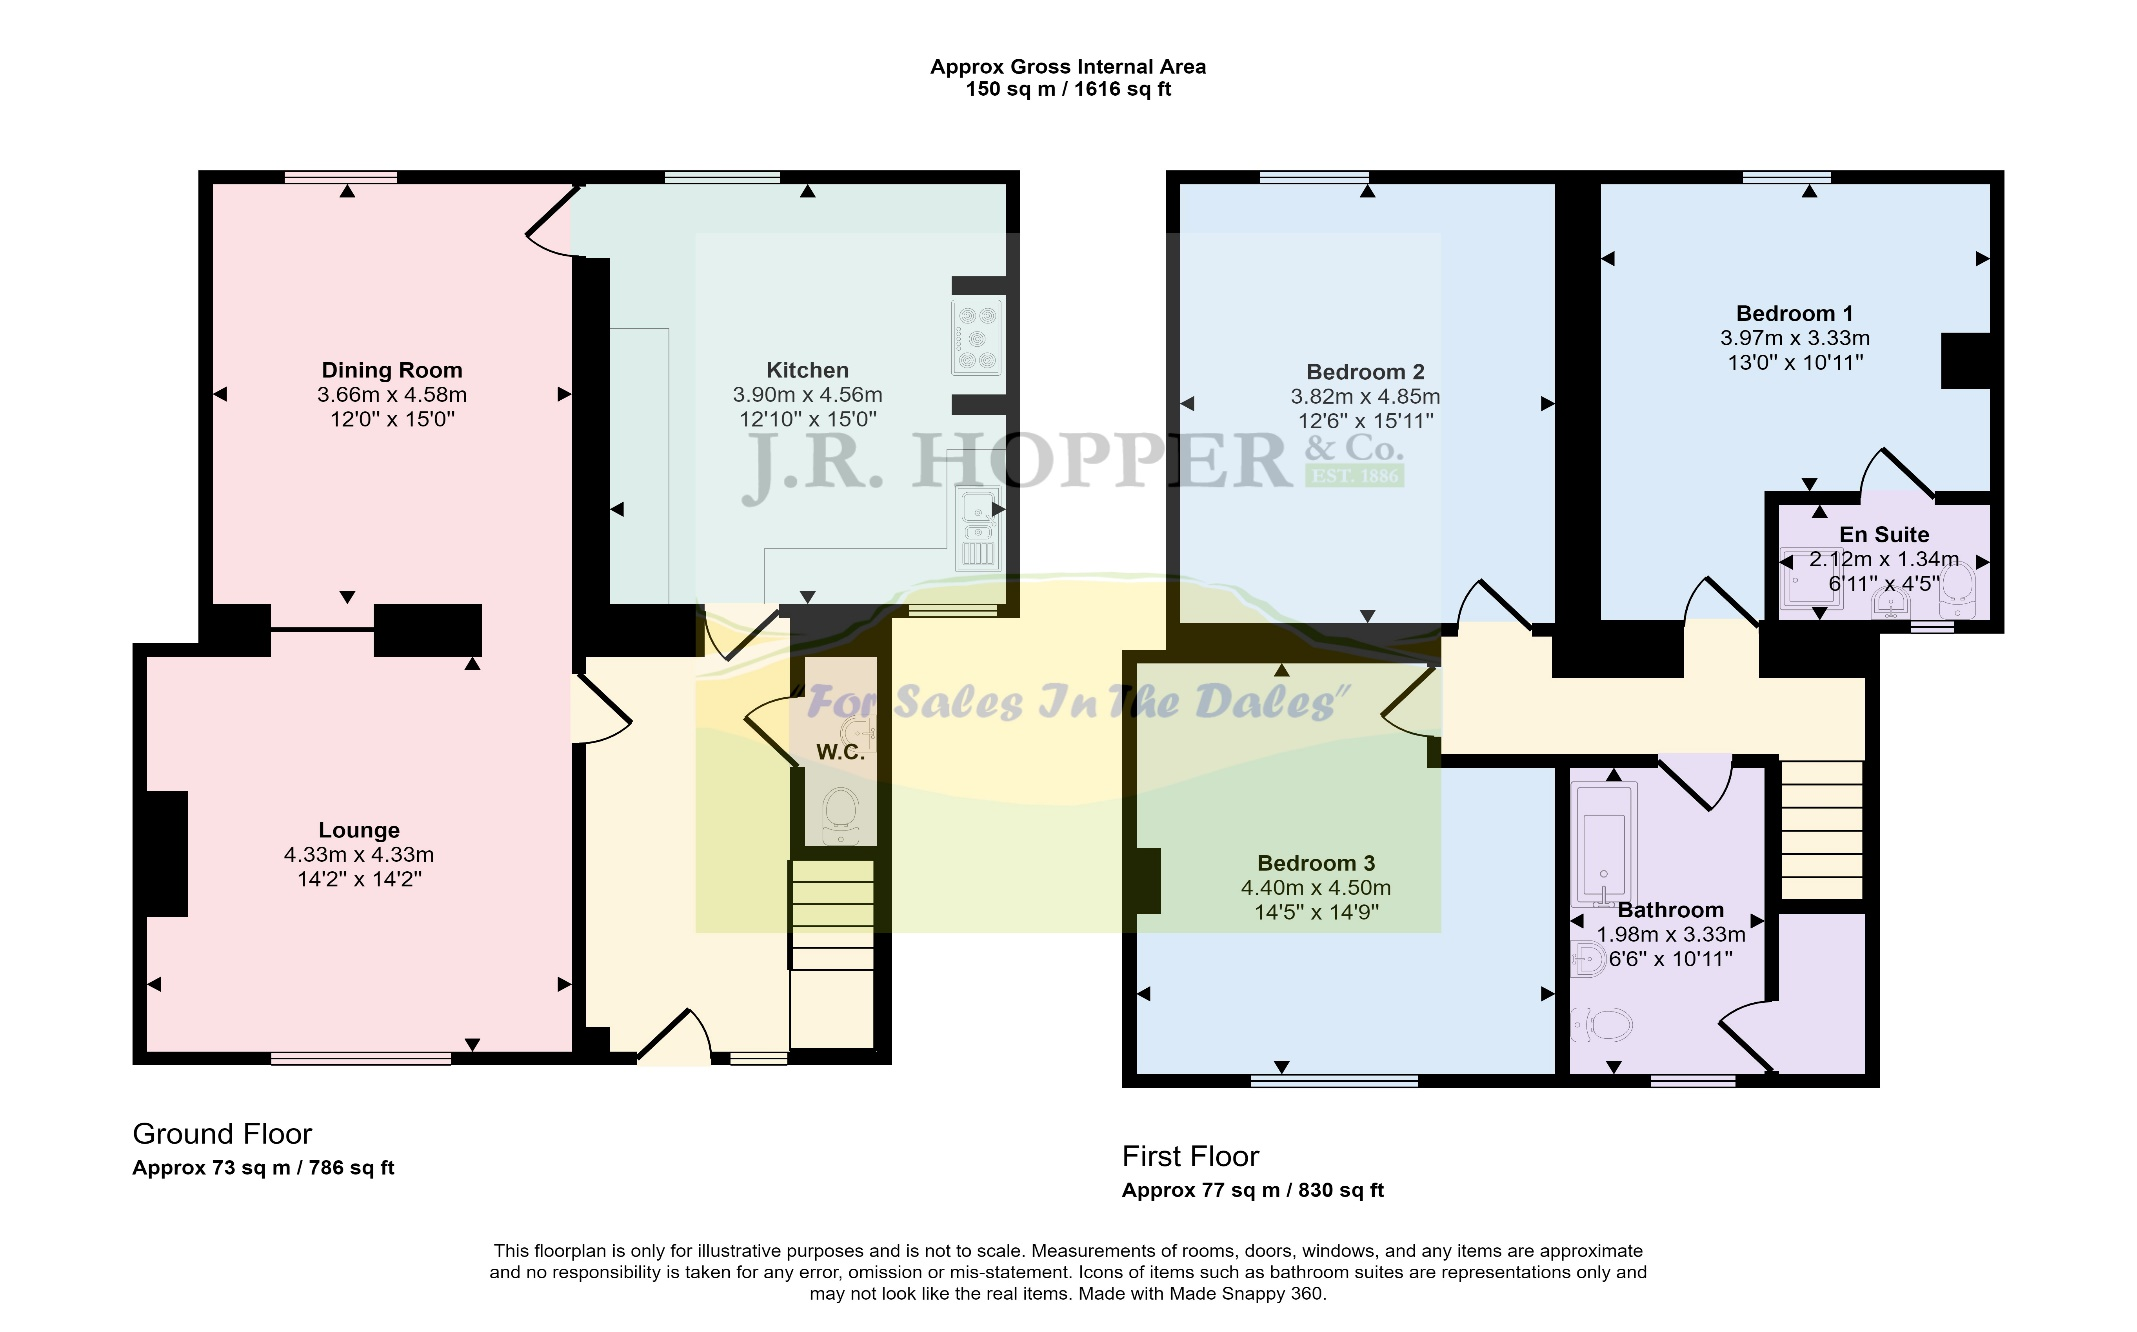 Approx Gross Internal Area
150 sq m / 1616 sq ft
Dining Room
3.66m x 4.58m
12'0" x 15'0"
Kitchen
3.90m x 4.56m
12'10" x 15'0"
Bedroom 2
3.82m x 4.85m
12'6" x 15'11"
Bedroom 1
3.97m x 3.33m
13'0" x 10'11"
J.R. HOPPER & Co.
EST. 1886
En Suite
2.12m x 1.34m
6'11" x 4'5"
"For Sales In The Dales"
W.C.
Lounge
4.33m x 4.33m
14'2" x 14'2"
Bedroom 3
4.40m x 4.50m
14'5" x 14'9"
Bathroom
1.98m x 3.33m
6'6" x 10'11"
Ground Floor
Approx 73 sq m / 786 sq ft
First Floor
Approx 77 sq m / 830 sq ft
This floorplan is only for illustrative purposes and is not to scale. Measurements of rooms, doors, windows, and any items are approximate
and no responsibility is taken for any error, omission or mis-statement. Icons of items such as bathroom suites are representations only and
may not look like the real items. Made with Made Snappy 360.